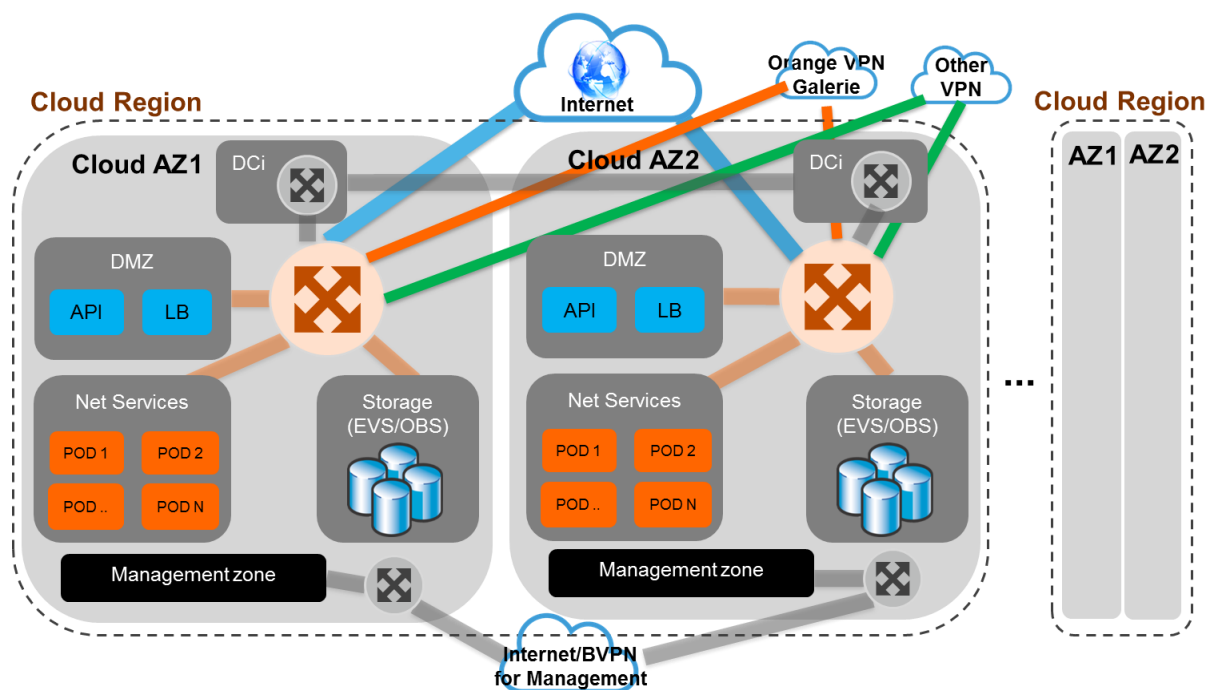 Internet
Orange VPN
Galerie
Other
VPN
Cloud Region
Cloud Region
Cloud AZ1
DCi
Cloud AZ2
DCi
AZ1
AZ2
DMZ
API
LB
DMZ
API
LB
Net Services
POD 1
POD 2
POD ..
POD N
Storage
(EVS/OBS)
Net Services
POD 1
POD 2
POD ..
POD N
Storage
(EVS/OBS)
...
Management zone
Management zone
Internet/BVPN
for Management